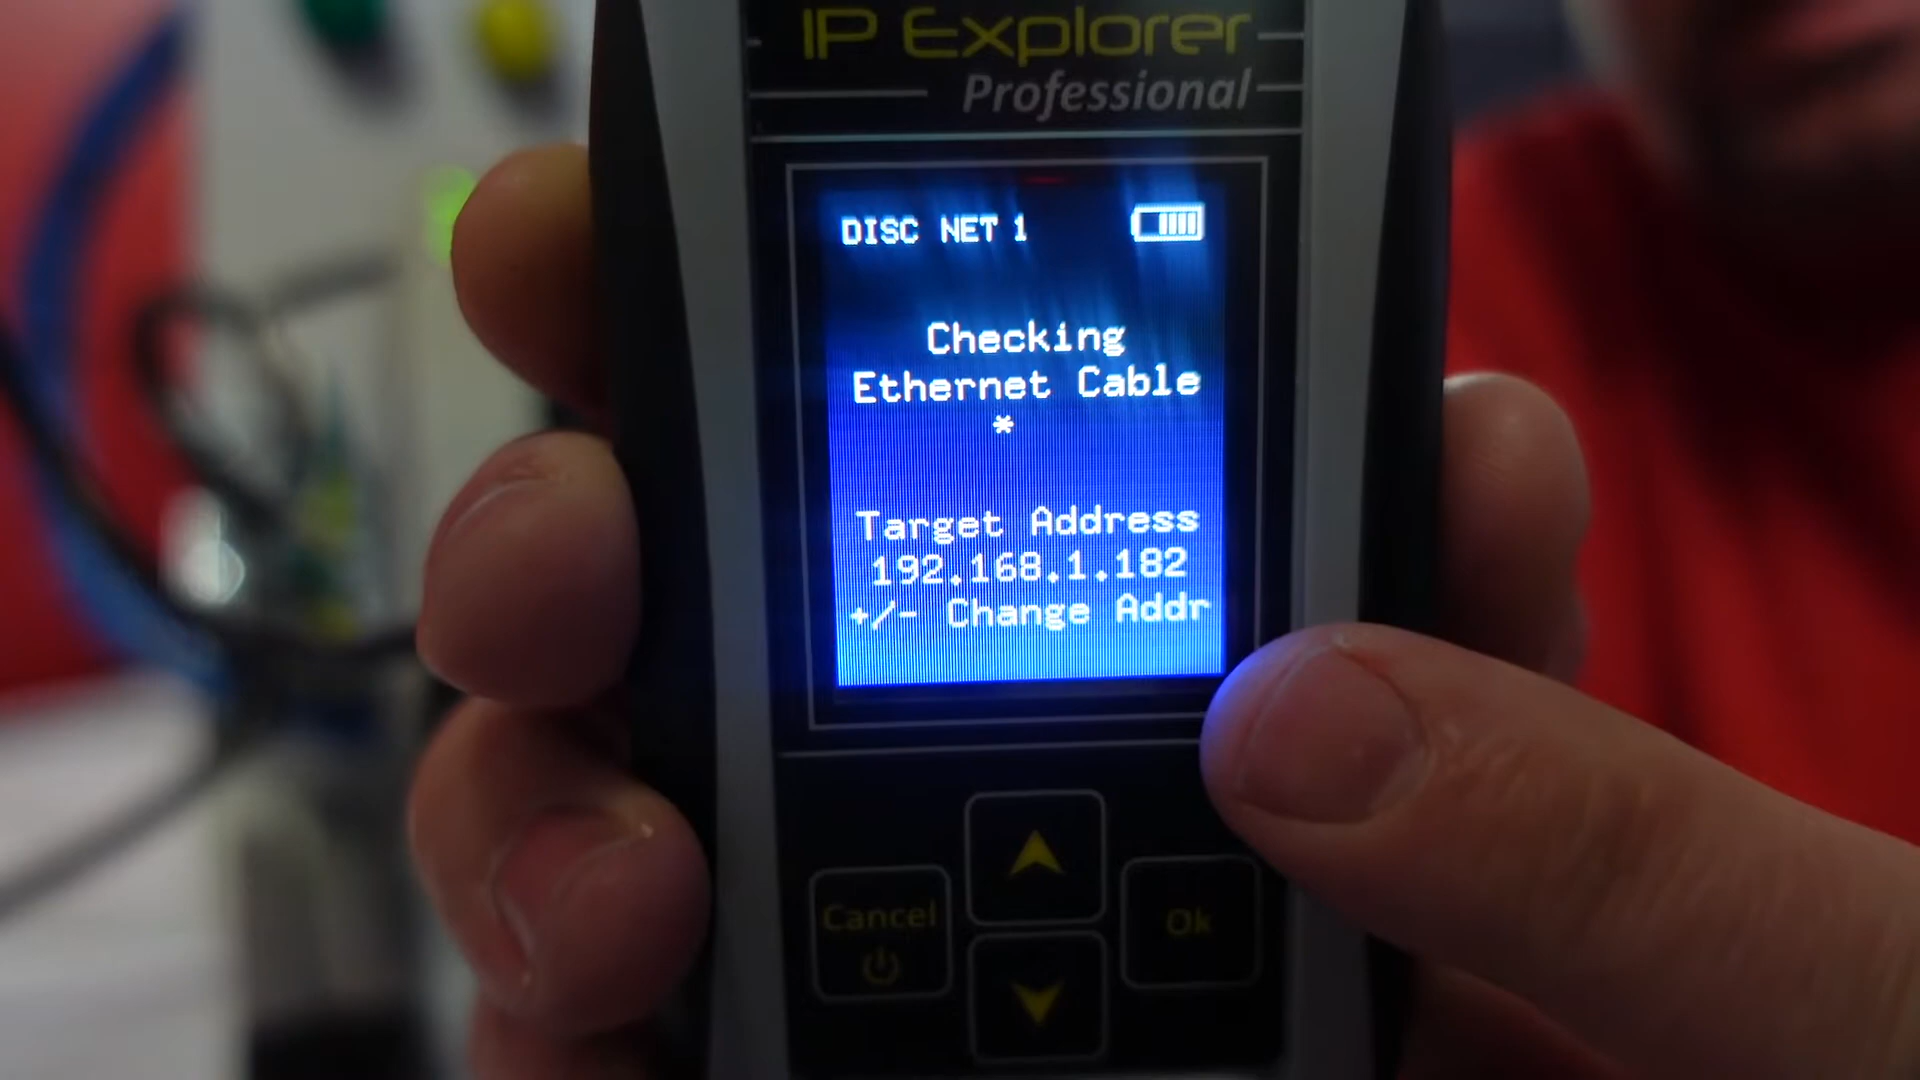 IP Explorer
Professional
DISC NET 1
Checking
Ethernet Cable
*
Target Address
192.168.1.182
+/- Change Addr
Cancel
Ok